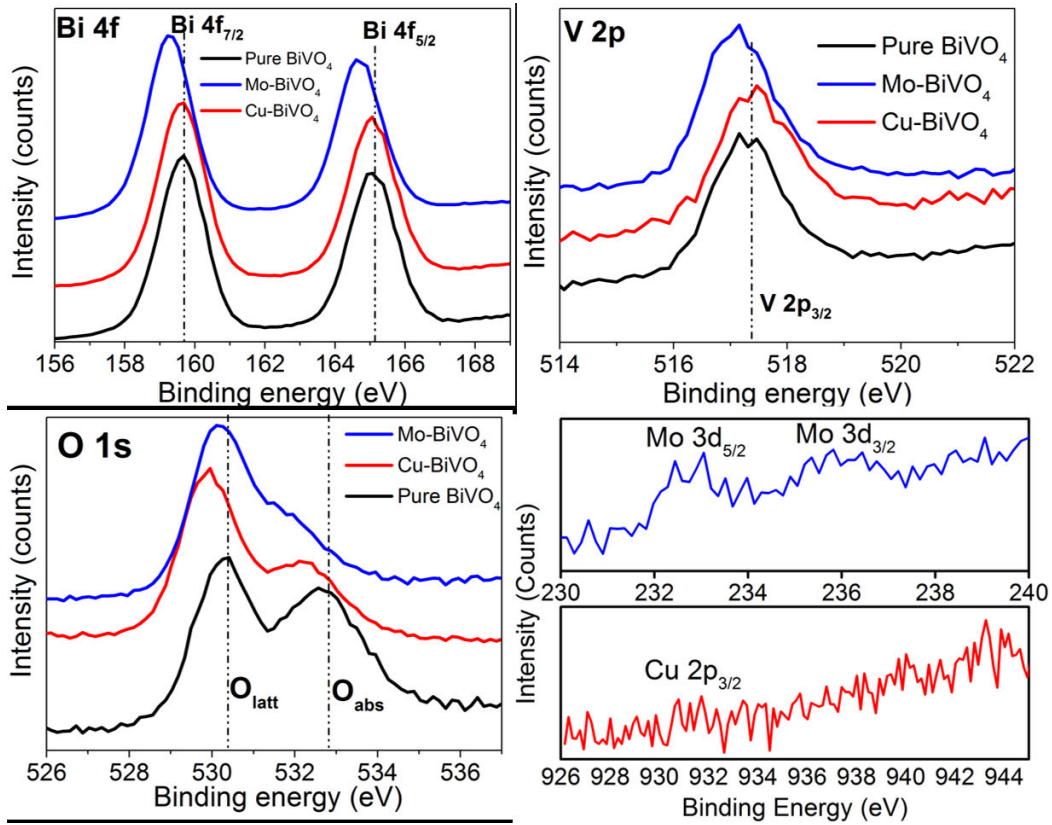 Bi 4f
Bi 4f7/2
Bi 4f5/2
Pure BiVO4
Mo-BiVO4
Cu-BiVO4
Intensity (counts)
156 158 160 162 164 166 168
Binding energy (eV)
V 2p
Pure BiVO4
Mo-BiVO4
Cu-BiVO4
V 2p3/2
Intensity (counts)
514 516 518 520 522
Binding energy (eV)
O 1s
Mo-BiVO4
Cu-BiVO4
Pure BiVO4
Olatt
Oabs
Intensity (counts)
526 528 530 532 534 536
Binding energy (eV)
Mo 3d5/2
Mo 3d3/2
230 232 234 236 238 240
Intensity (Counts)
Cu 2p3/2
926 928 930 932 934 936 938 940 942 944
Binding Energy (eV)